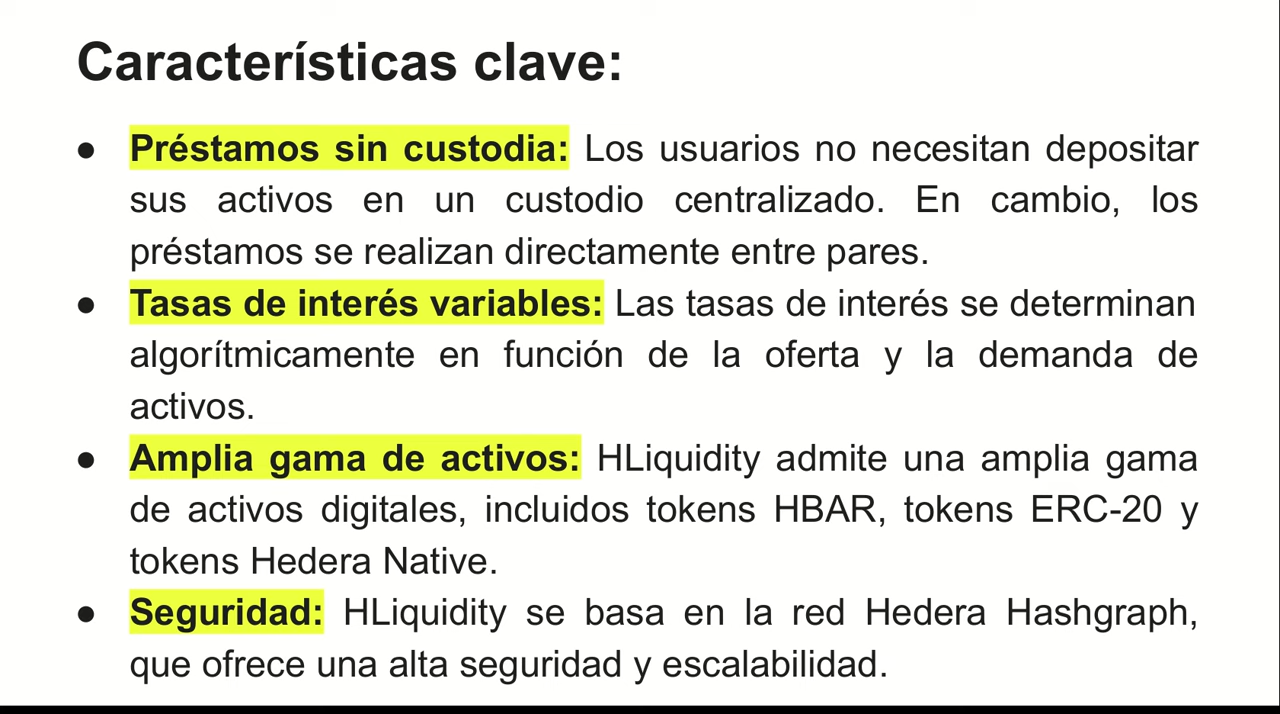 Características clave:
● Préstamos sin custodia: Los usuarios no necesitan depositar
sus activos en un custodio centralizado. En cambio, los
préstamos se realizan directamente entre pares.
● Tasas de interés variables: Las tasas de interés se determinan
algorítmicamente en función de la oferta y la demanda de
activos.
● Amplia gama de activos: HLiquidity admite una amplia gama
de activos digitales, incluidos tokens HBAR, tokens ERC-20 y
tokens Hedera Native.
● Seguridad: HLiquidity se basa en la red Hedera Hashgraph,
que ofrece una alta seguridad y escalabilidad.